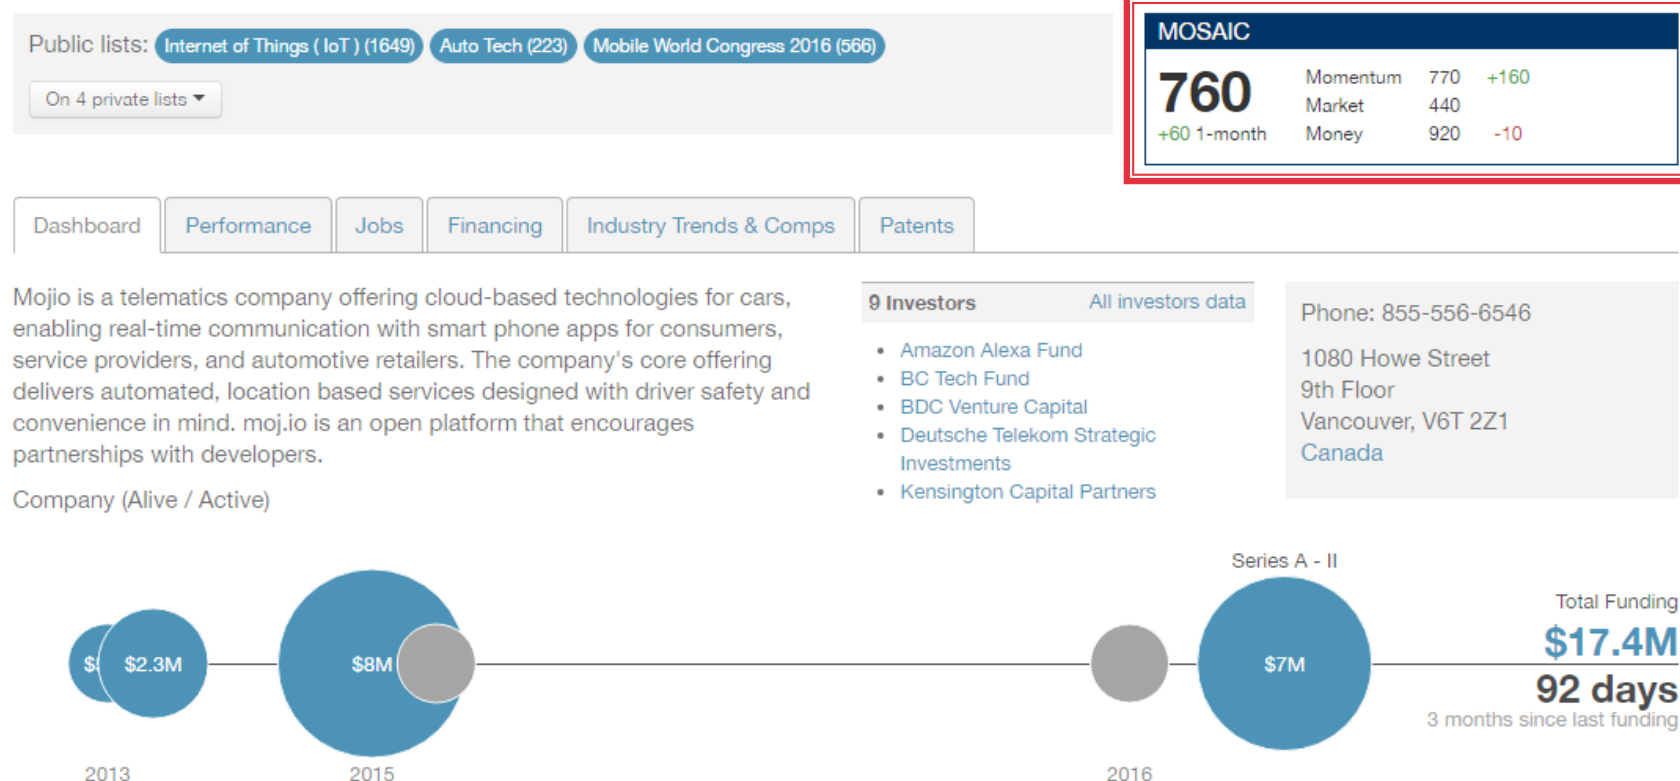 Public lists: Internet of Things ( IoT ) (1649) Auto Tech (223) Mobile World Congress 2016 (566)
On 4 private lists
MOSAIC
760
+60 1-month
Momentum 770 +160
Market 440
Money 920 -10
Dashboard Performance Jobs Financing Industry Trends & Comps Patents
Mojio is a telematics company offering cloud-based technologies for cars,
enabling real-time communication with smart phone apps for consumers,
service providers, and automotive retailers. The company's core offering
delivers automated, location based services designed with driver safety and
convenience in mind. moj.io is an open platform that encourages
partnerships with developers.
Company (Alive / Active)
9 Investors All investors data
• Amazon Alexa Fund
• BC Tech Fund
• BDC Venture Capital
• Deutsche Telekom Strategic
Investments
• Kensington Capital Partners
Phone: 855-556-6546
1080 Howe Street
9th Floor
Vancouver, V6T 2Z1
Canada
Series A - II
$2.3M
$8M
$7M
Total Funding
$17.4M
92 days
3 months since last funding
2013
2015
2016